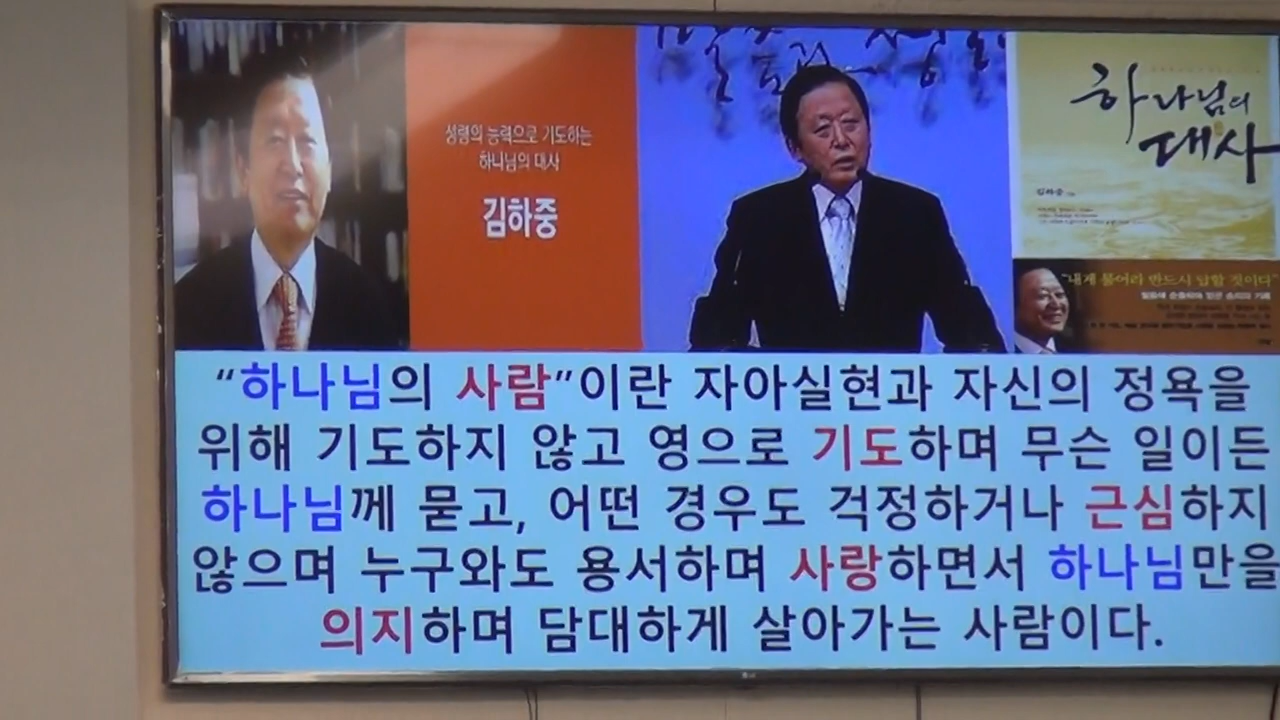 성령의 능력으로 기도하는
하나님의 대사
김하중
하나님의
대사
김하중
"내게 물어라 반드시 답할 것이다"
“하나님의 사람”이란 자아실현과 자신의 정욕을
위해 기도하지 않고 영으로 기도하며 무슨 일이든
하나님께 묻고, 어떤 경우도 걱정하거나 근심하지
않으며 누구와도 용서하며 사랑하면서 하나님만을
의지하며 담대하게 살아가는 사람이다.